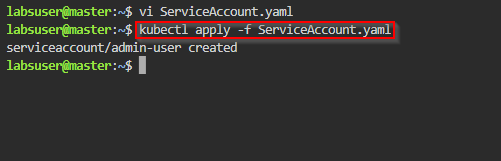 labsuser@master:~$ vi ServiceAccount.yaml
labsuser@master:~$ kubectl apply -f ServiceAccount.yaml
serviceaccount/admin-user created
labsuser@master:~$